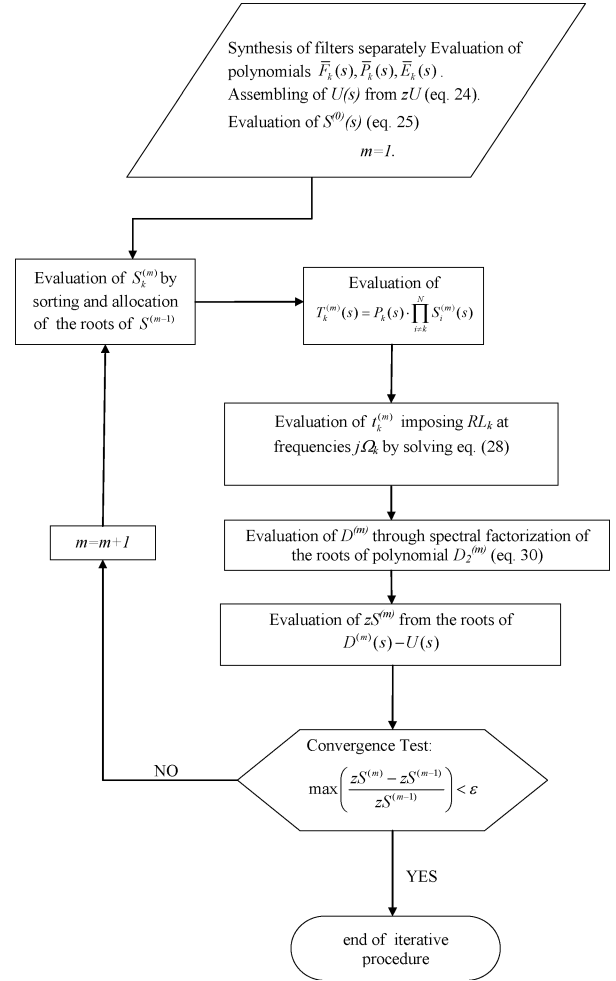 Synthesis of filters separately Evaluation of
polynomials F̅ₖ(s), P̅ₖ(s), E̅ₖ(s).
Assembling of U(s) from zU (eq. 24).
Evaluation of S⁽⁰⁾(s) (eq. 25)
m=1.
Evaluation of Sₖ⁽ᵐ⁾ by
sorting and allocation
of the roots of S⁽ᵐ⁻¹⁾
Evaluation of
Tₖ⁽ᵐ⁾(s) = Pₖ(s)·∏_{i≠k}^{N} Sᵢ⁽ᵐ⁾(s)
Evaluation of tₖ⁽ᵐ⁾ imposing RLₖ at
frequencies jΩₖ by solving eq. (28)
Evaluation of D⁽ᵐ⁾ through spectral factorization of
the roots of polynomial D₂⁽ᵐ⁾ (eq. 30)
m=m+1
Evaluation of zS⁽ᵐ⁾ from the roots of
D⁽ᵐ⁾(s) − U(s)
Convergence Test:
max((zS⁽ᵐ⁾ − zS⁽ᵐ⁻¹⁾)/zS⁽ᵐ⁻¹⁾) < ε
NO
YES
end of iterative
procedure